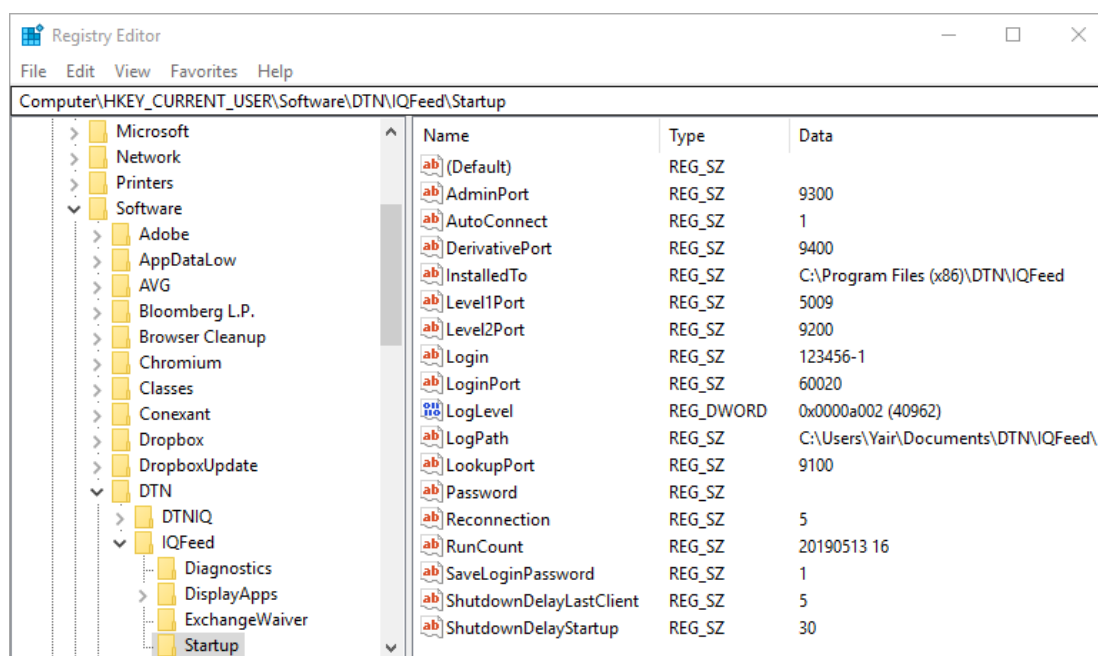 Registry Editor
File Edit View Favorites Help
Computer\HKEY_CURRENT_USER\Software\DTN\IQFeed\Startup
Microsoft
Network
Printers
Software
Adobe
AppDataLow
AVG
Bloomberg L.P.
Browser Cleanup
Chromium
Classes
Conexant
Dropbox
DropboxUpdate
DTN
DTNIQ
IQFeed
Diagnostics
DisplayApps
ExchangeWaiver
Startup
Name Type Data
(Default) REG_SZ
AdminPort REG_SZ 9300
AutoConnect REG_SZ 1
DerivativePort REG_SZ 9400
InstalledTo REG_SZ C:\Program Files (x86)\DTN\IQFeed
Level1Port REG_SZ 5009
Level2Port REG_SZ 9200
Login REG_SZ 123456-1
LoginPort REG_SZ 60020
LogLevel REG_DWORD 0x0000a002 (40962)
LogPath REG_SZ C:\Users\Yair\Documents\DTN\IQFeed\
LookupPort REG_SZ 9100
Password REG_SZ
Reconnection REG_SZ 5
RunCount REG_SZ 20190513 16
SaveLoginPassword REG_SZ 1
ShutdownDelayLastClient REG_SZ 5
ShutdownDelayStartup REG_SZ 30